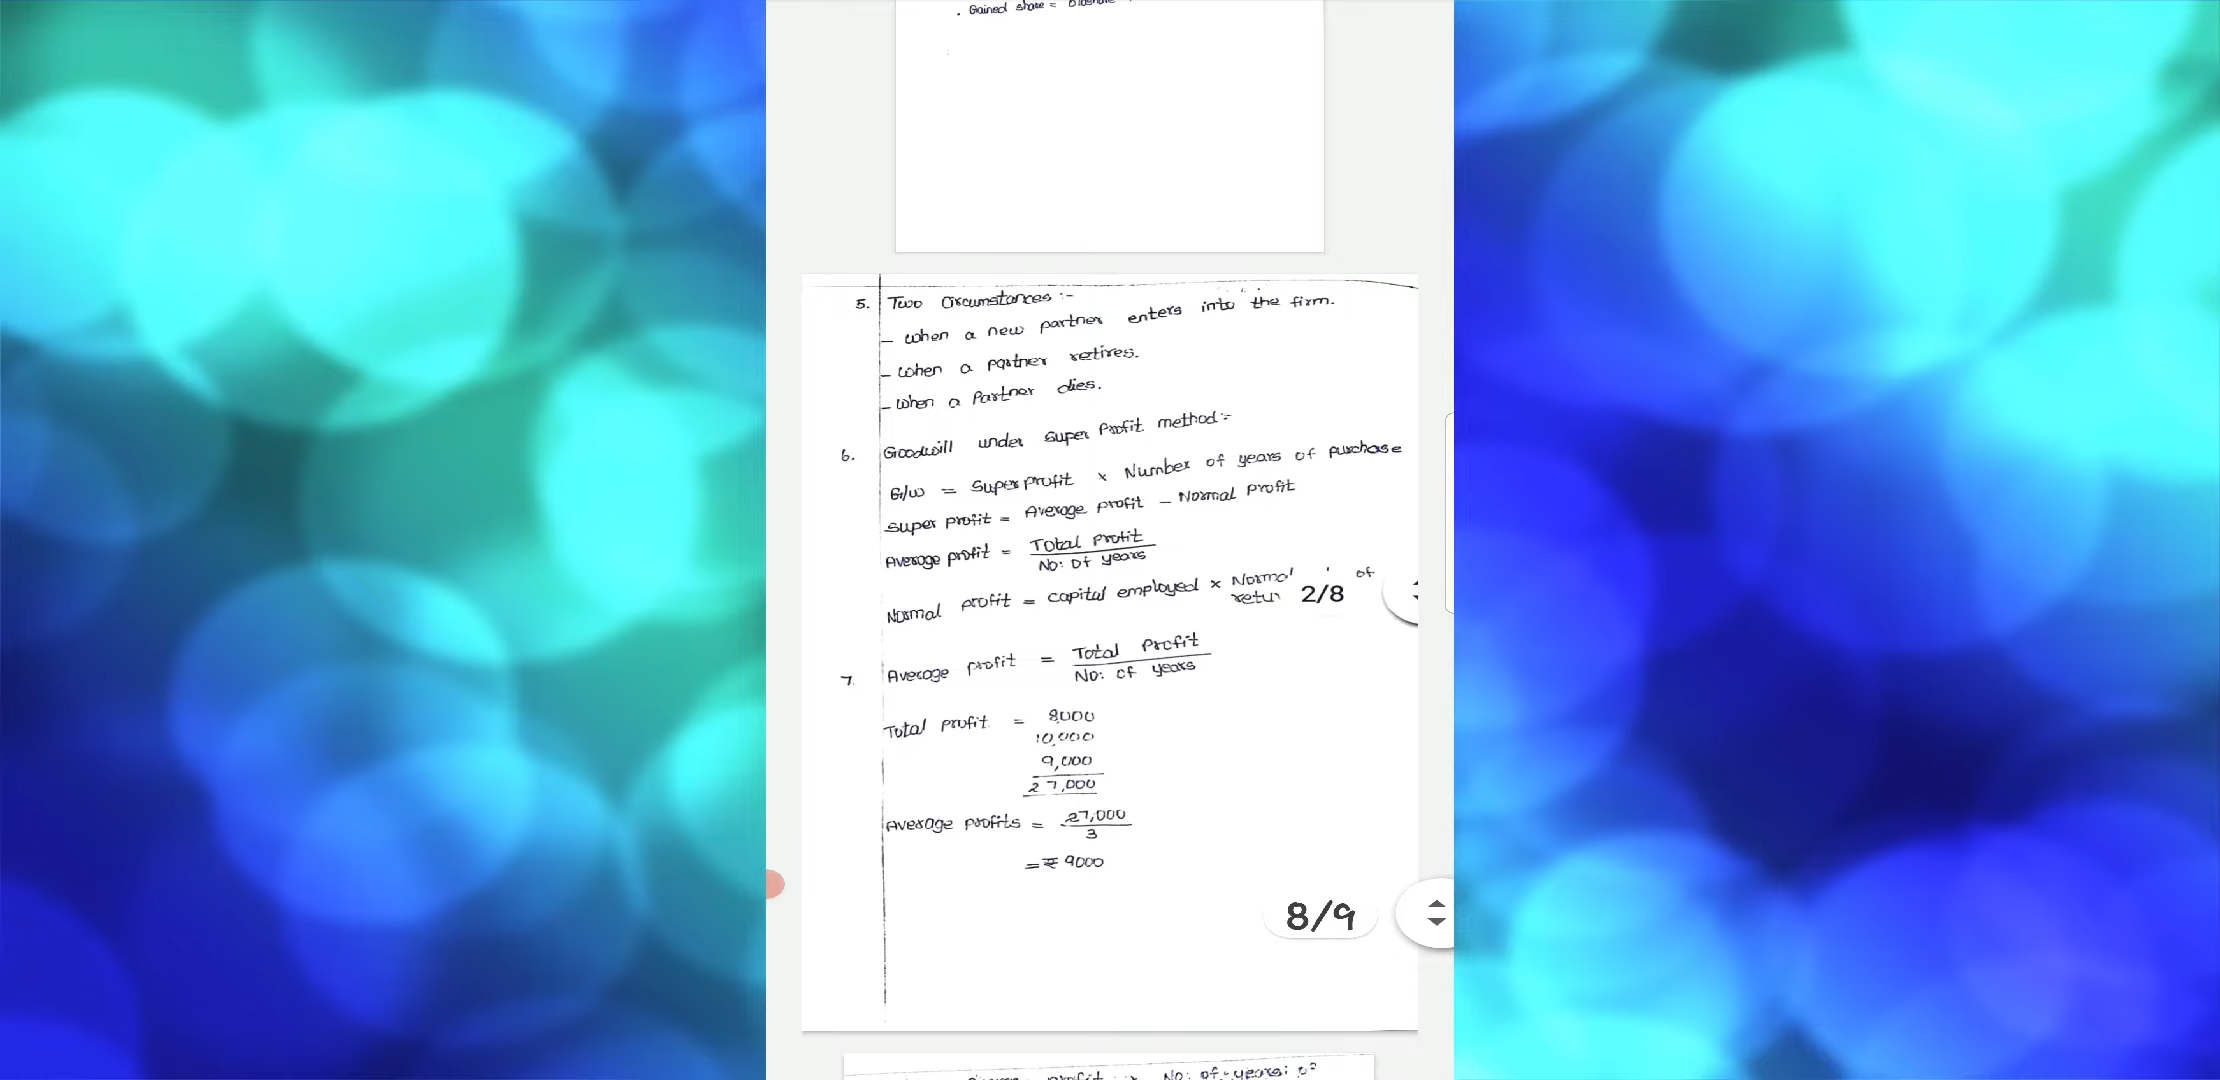 . Gained share =
5. Two Circumstances :-
- when a new partner enters into the firm.
- when a partner retires.
- when a Partner dies.
6. Goodwill under Super Profit method :-
G/W = Super profit x Number of years of purchase
Super profit = Average profit - Normal Profit
Average profit = Total profit
No: of years
Normal profit = capital employed x Normal of
2/8
7. Average profit = Total Profit
No: of years
Total profit = 8000
10,000
9,000
27,000
Average profits = 27,000
3
= ₹ 9000
8/9
profit x No: of years